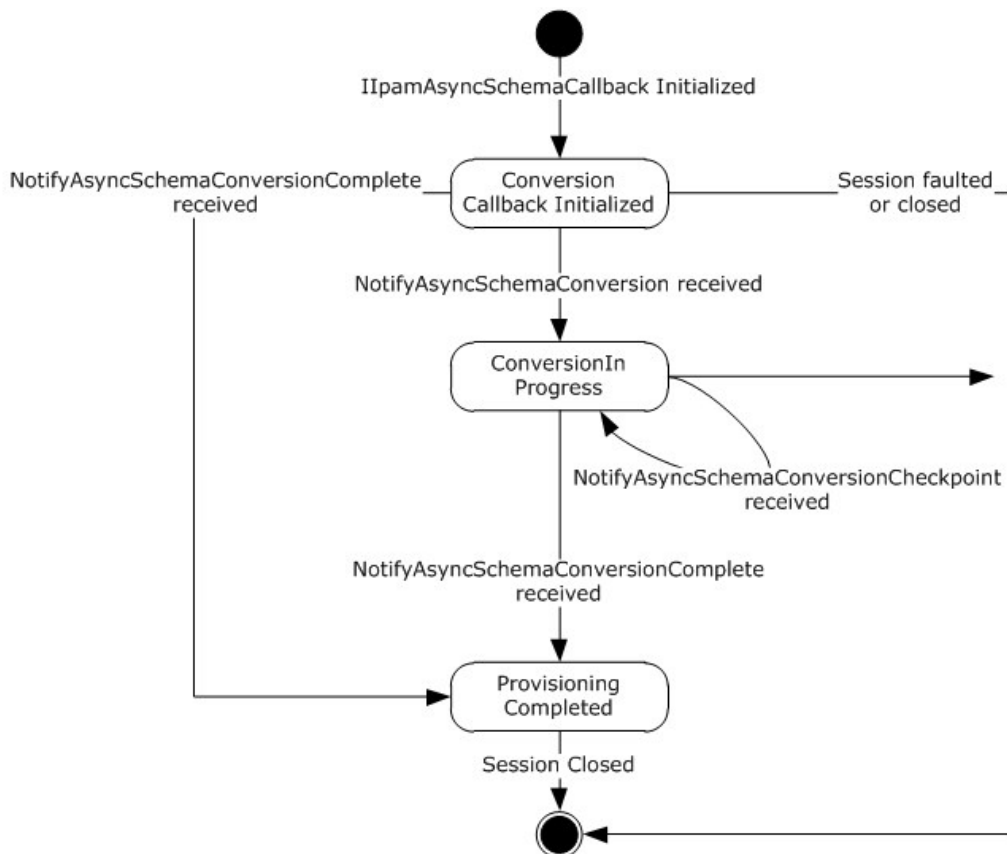 IIpamAsyncSchemaCallback Initialized
NotifyAsyncSchemaConversionComplete
received
Conversion
Callback Initialized
Session faulted
or closed
NotifyAsyncSchemaConversion received
ConversionIn
Progress
NotifyAsyncSchemaConversionCheckpoint
received
NotifyAsyncSchemaConversionComplete
received
Provisioning
Completed
Session Closed